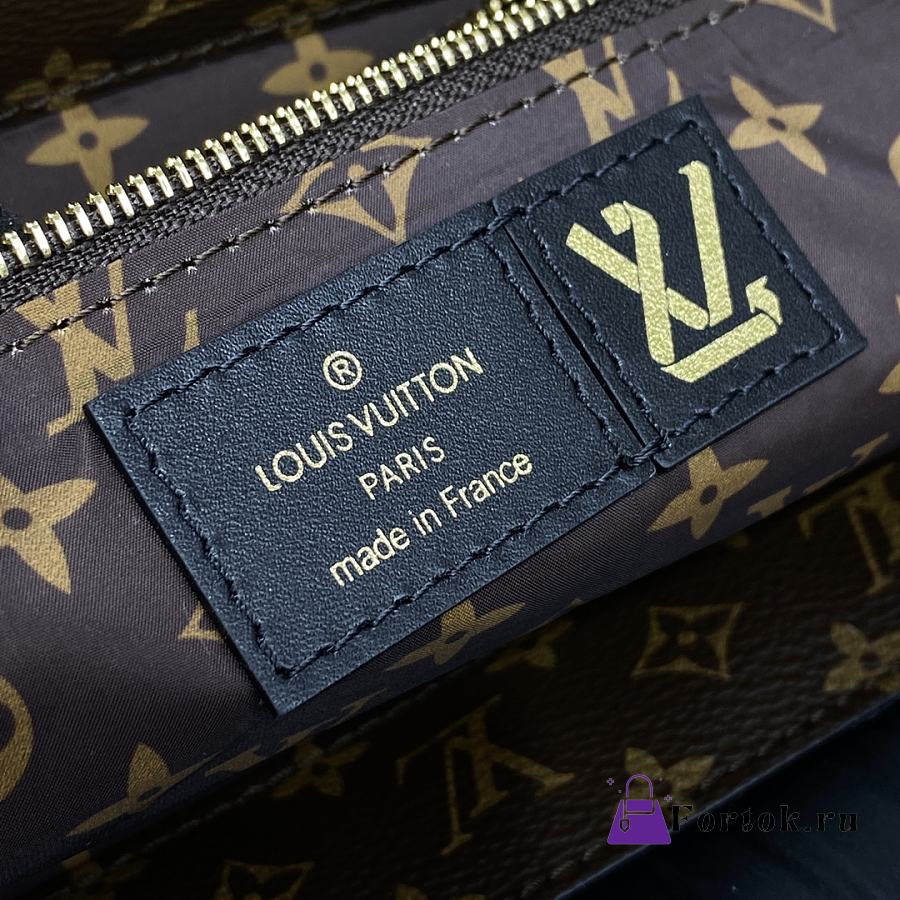 ®
LOUIS VUITTON
PARIS
made in France
LV
Fortok.ru